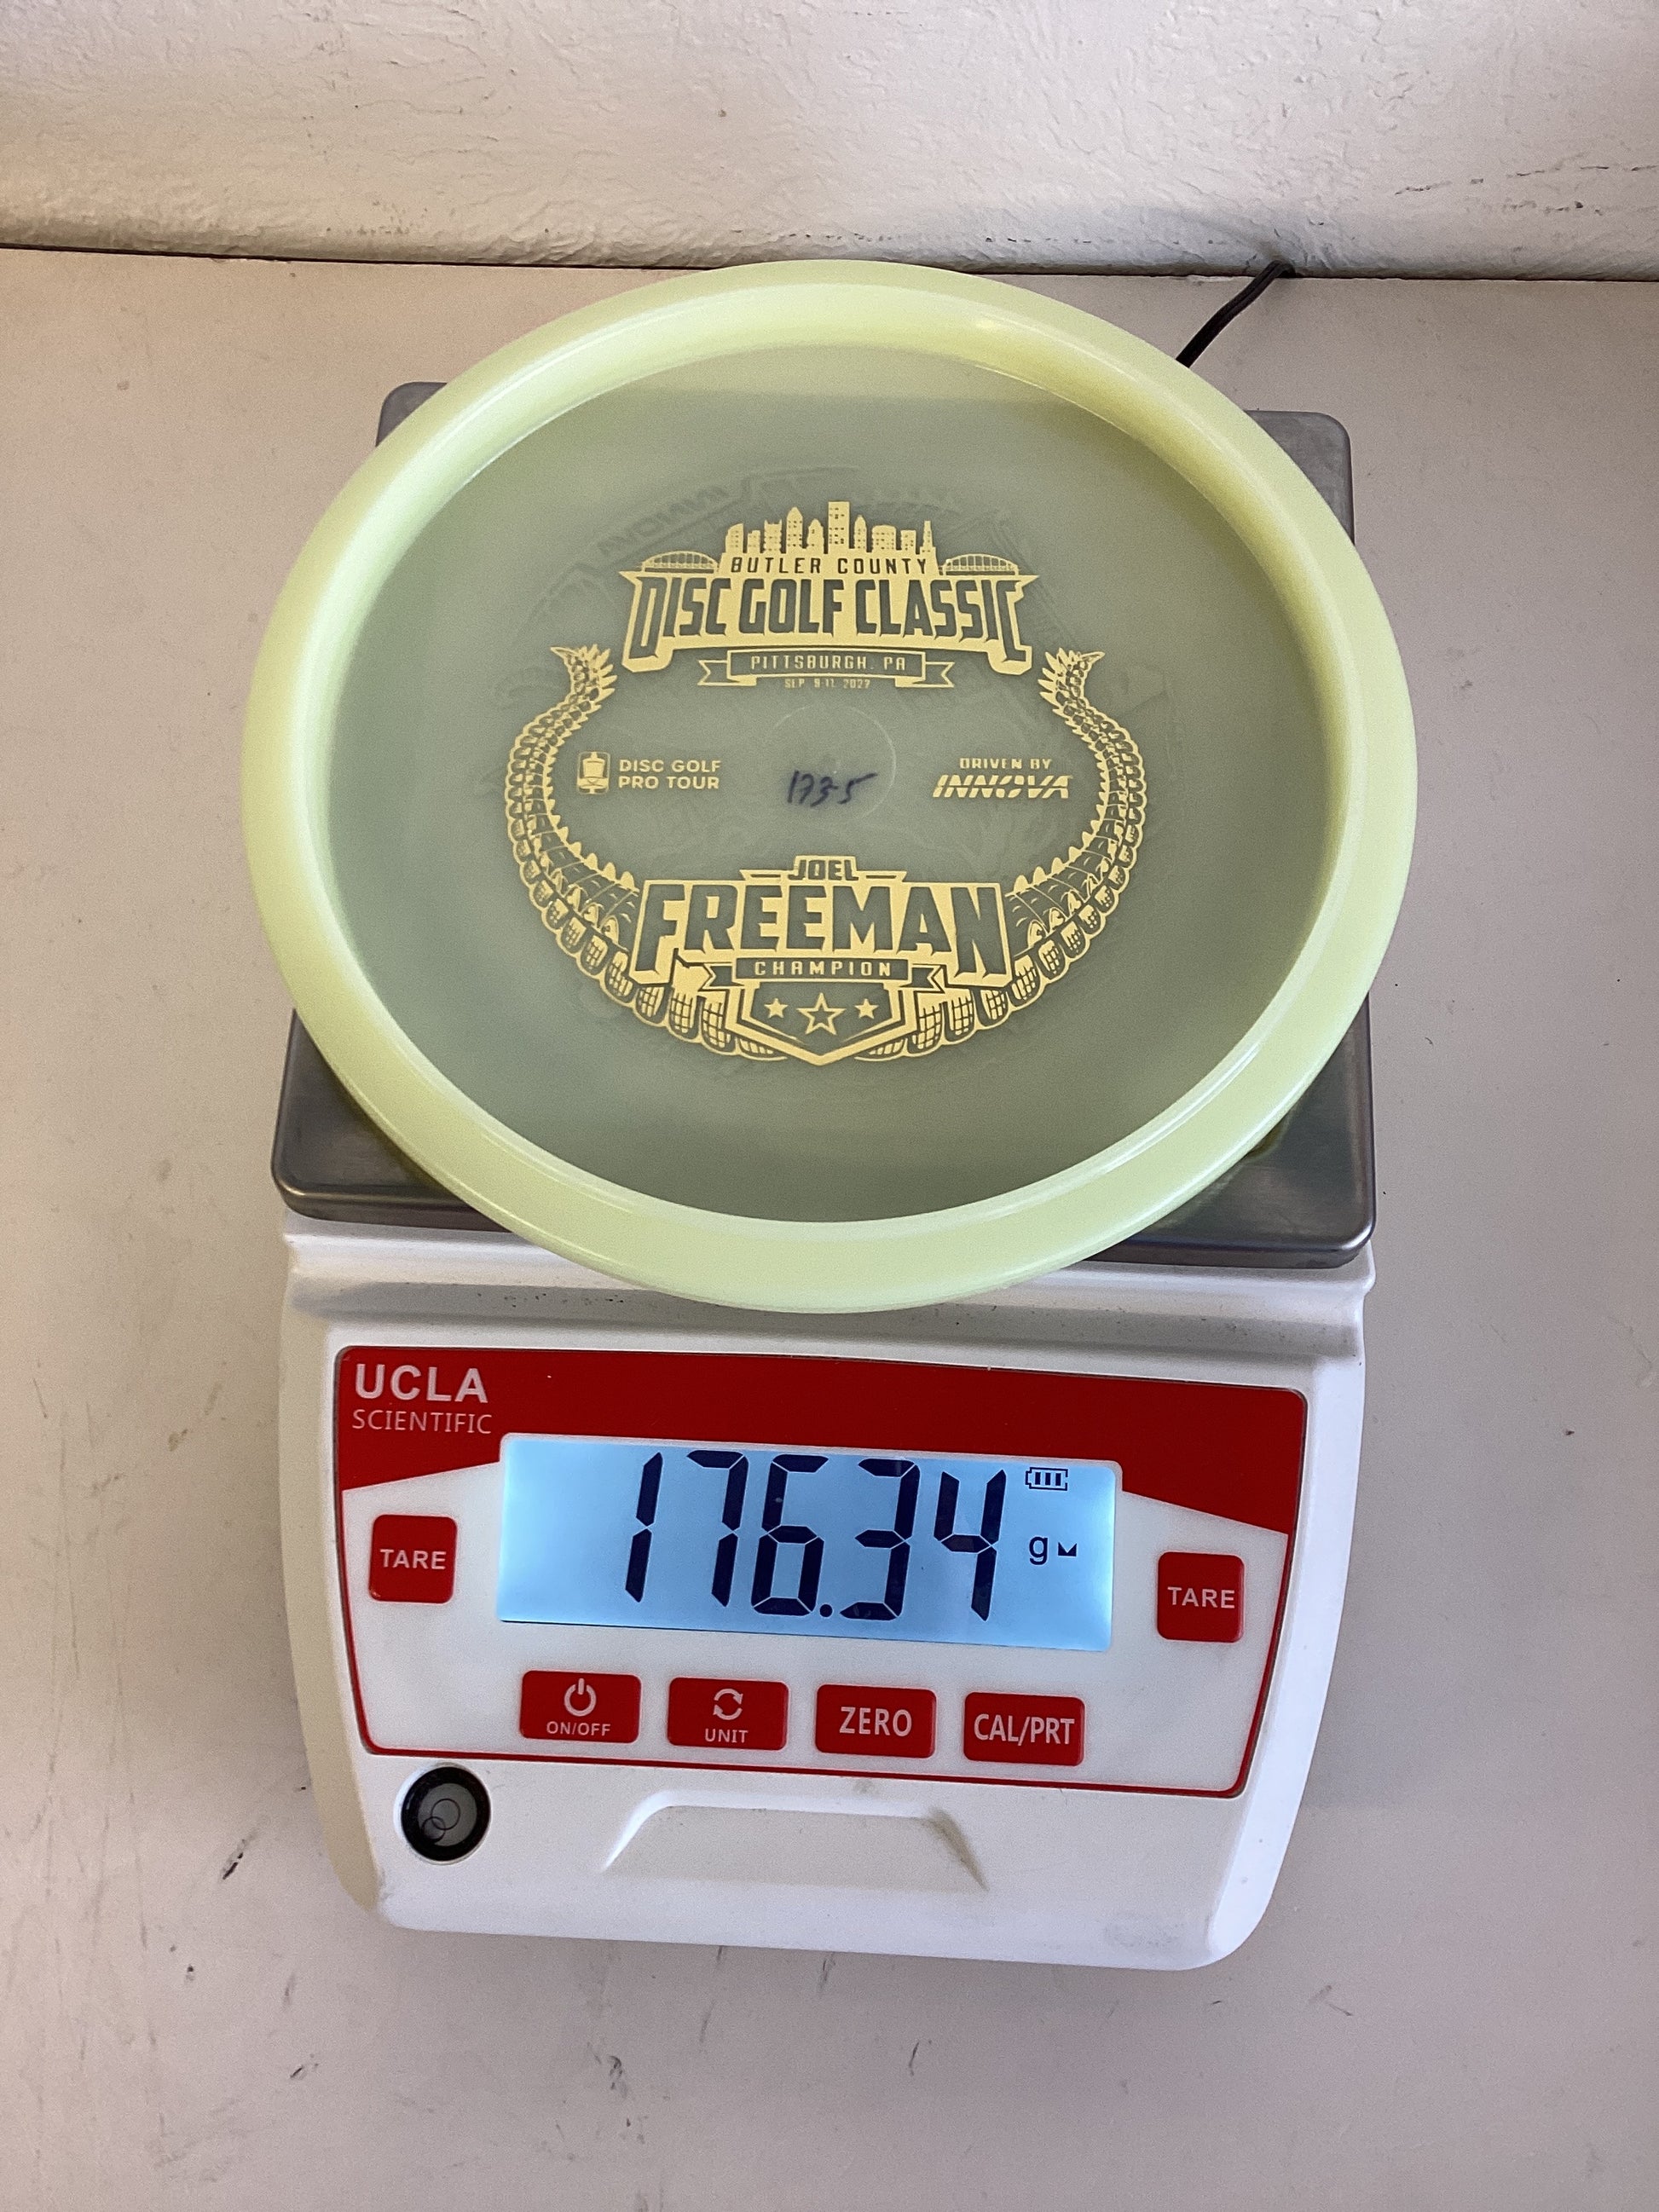 BUTLER COUNTY
DISC GOLF CLASSIC
PITTSBURGH, PA
SEP 9-11, 2022
DISC GOLF
PRO TOUR
173-5
DRIVEN BY
INNOVA
JOEL
FREEMAN
CHAMPION
UCLA
SCIENTIFIC
176.34
g
TARE
TARE
ON/OFF
UNIT
ZERO
CAL/PRT